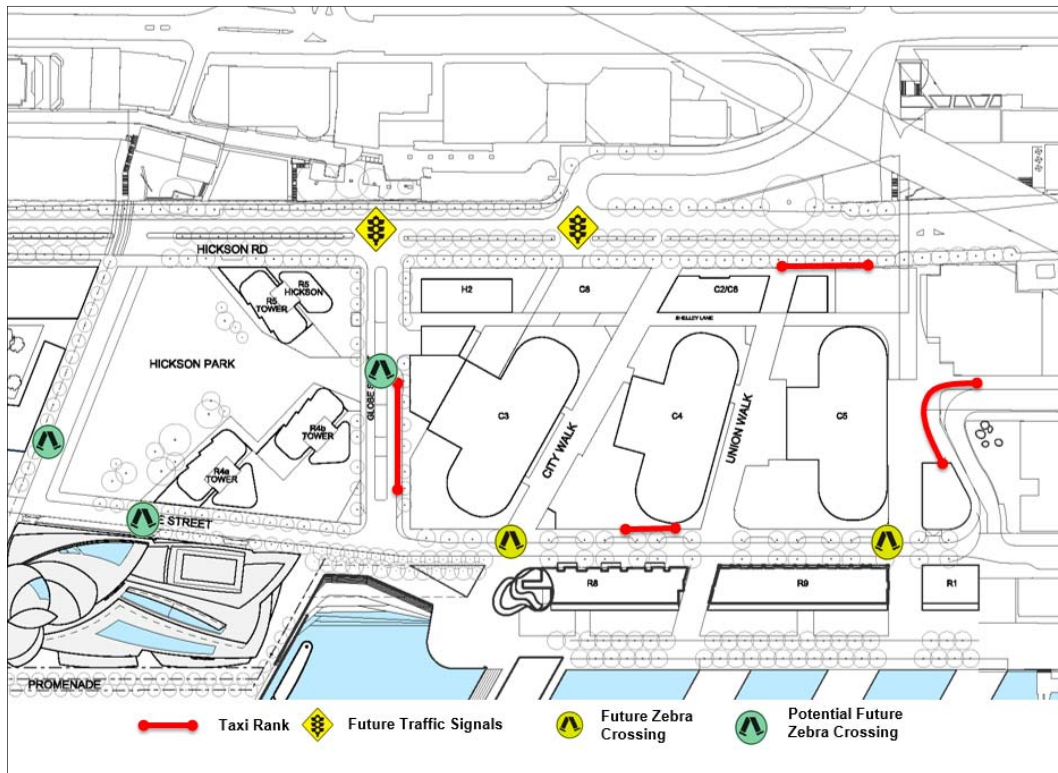 HICKSON RD
R5
HICKSON
R5
TOWER
H2
C6
C2/C6
SHELLEY LANE
HICKSON PARK
GLOBE S
R4b
TOWER
R4a
TOWER
C3
CITY WALK
C4
UNION WALK
C5
E STREET
R8
R9
R1
PROMENADE
Taxi Rank
Future Traffic Signals
Future Zebra
Crossing
Potential Future
Zebra Crossing